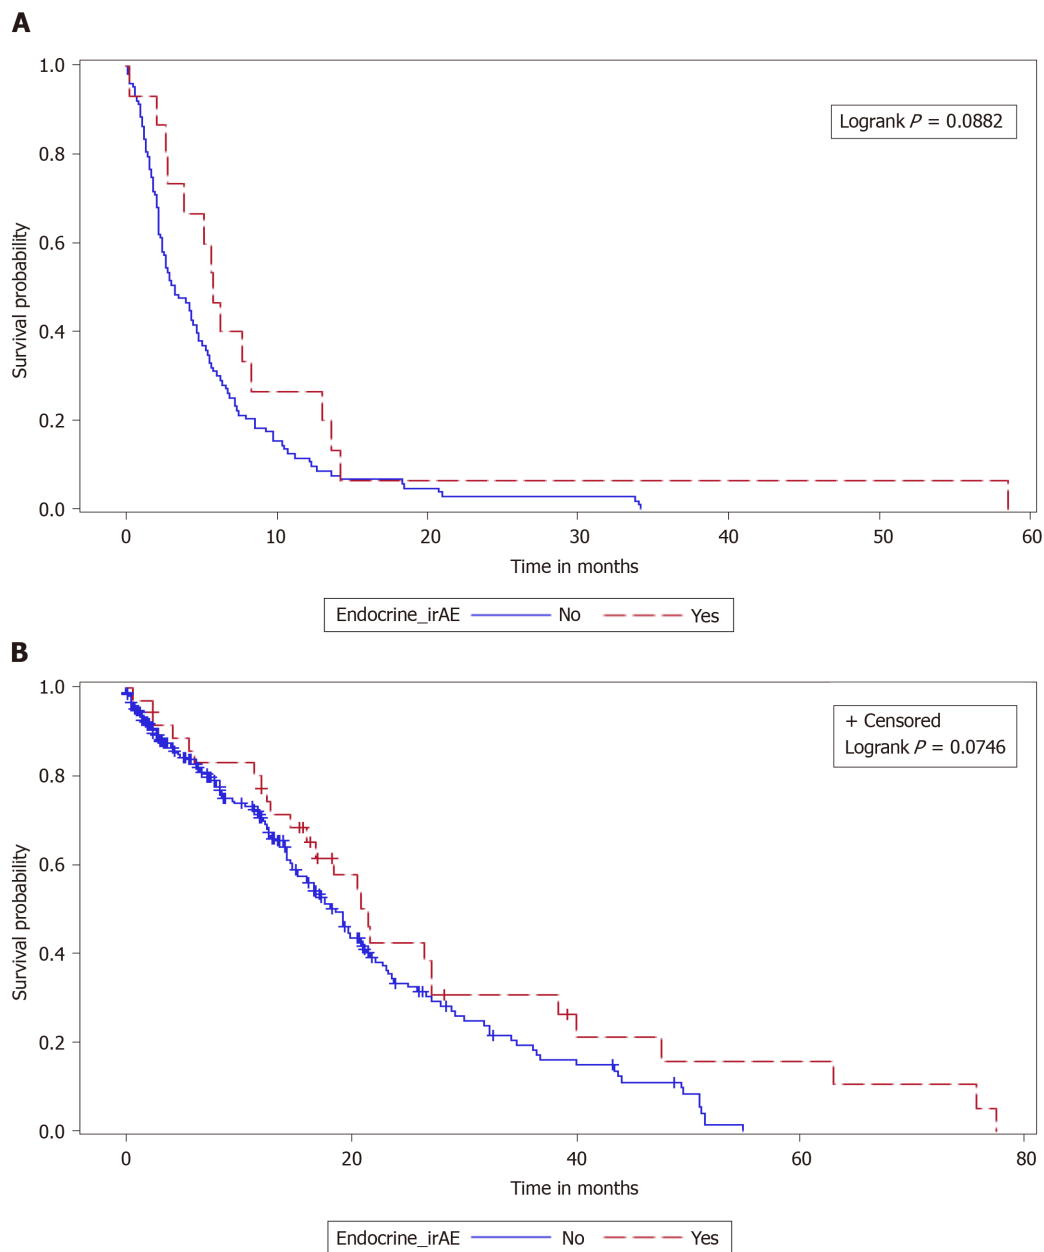 A
1.0
0.8
0.6
0.4
0.2
0.0
Survival probability
Logrank P = 0.0882
0 10 20 30 40 50 60
Time in months
Endocrine_irAE No Yes
B
1.0
0.8
0.6
0.4
0.2
0.0
Survival probability
+ Censored
Logrank P = 0.0746
0 20 40 60 80
Time in months
Endocrine_irAE No Yes